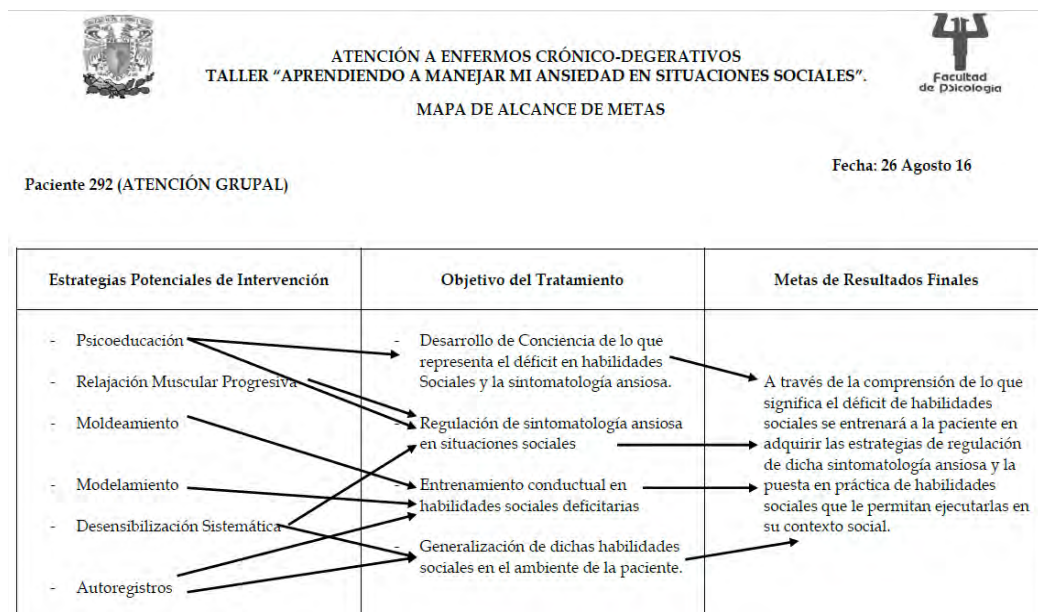 ATENCIÓN A ENFERMOS CRÓNICO-DEGERATIVOS
TALLER “APRENDIENDO A MANEJAR MI ANSIEDAD EN SITUACIONES SOCIALES”.
MAPA DE ALCANCE DE METAS
Facultad
de Psicología
Fecha: 26 Agosto 16
Paciente 292 (ATENCIÓN GRUPAL)
Estrategias Potenciales de Intervención
- Psicoeducación
- Relajación Muscular Progresiva
- Moldeamiento
- Modelamiento
- Desensibilización Sistemática
- Autoregistros
Objetivo del Tratamiento
- Desarrollo de Conciencia de lo que
representa el déficit en habilidades
Sociales y la sintomatología ansiosa.
- Regulación de sintomatología ansiosa
en situaciones sociales
- Entrenamiento conductual en
habilidades sociales deficitarias
- Generalización de dichas habilidades
sociales en el ambiente de la paciente.
Metas de Resultados Finales
A través de la comprensión de lo que
significa el déficit de habilidades
sociales se entrenará a la paciente en
adquirir las estrategias de regulación
de dicha sintomatología ansiosa y la
puesta en práctica de habilidades
sociales que le permitan ejecutarlas en
su contexto social.